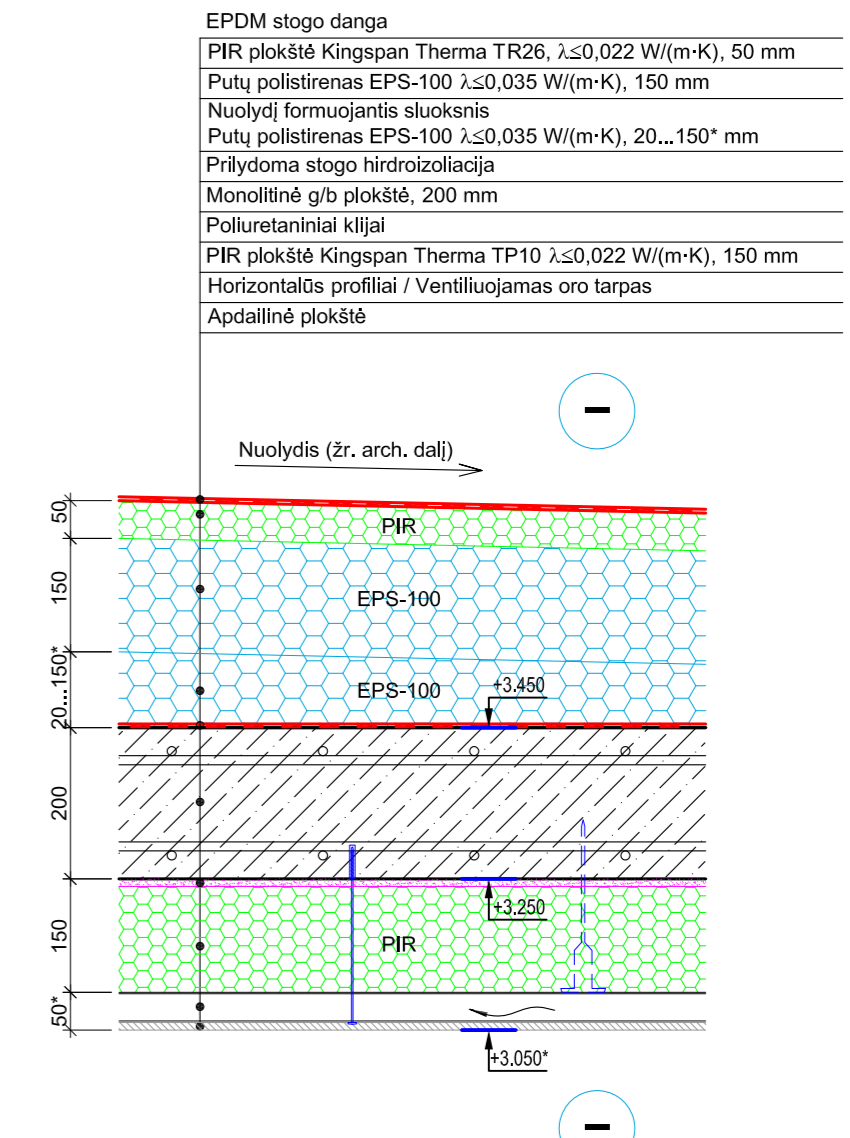 EPDM stogo danga
PIR plokštė Kingspan Therma TR26, λ≤0,022 W/(m·K), 50 mm
Putų polistirenas EPS-100 λ≤0,035 W/(m·K), 150 mm
Nuolydį formuojantis sluoksnis
Putų polistirenas EPS-100 λ≤0,035 W/(m·K), 20...150* mm
Prilydoma stogo hirdroizoliacija
Monolitinė g/b plokštė, 200 mm
Poliuretaniniai klijai
PIR plokštė Kingspan Therma TP10 λ≤0,022 W/(m·K), 150 mm
Horizontalūs profiliai / Ventiliuojamas oro tarpas
Apdailinė plokštė
–
Nuolydis (žr. arch. dalį)
50
PIR
150
EPS-100
20...150*
EPS-100
+3.450
200
+3.250
150
PIR
50*
+3.050*
–